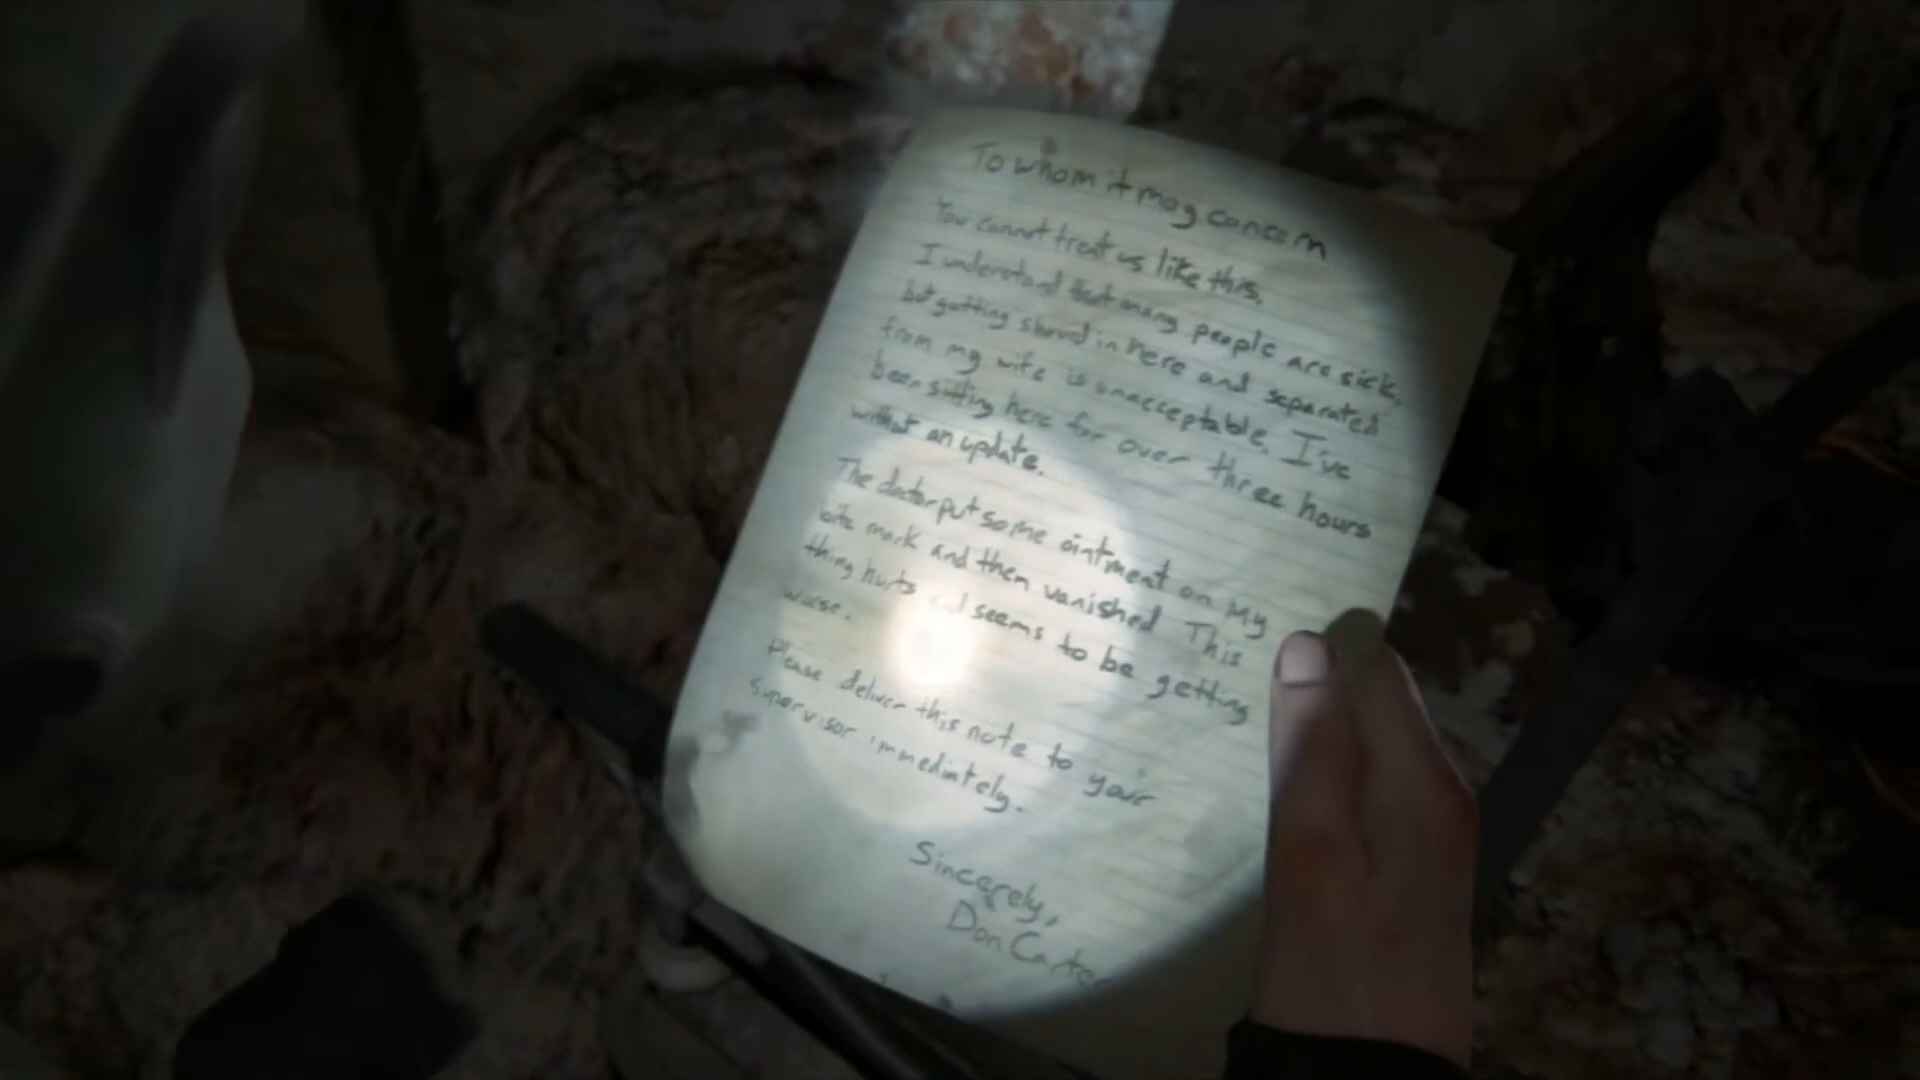 To whom it may concern
You cannot treat us like this.
I understand that many people are sick,
but getting shoved in here and separated
from my wife is unacceptable. I've
been sitting here for over three hours
without an update.
The doctor put some ointment on my
bite mark and then vanished. This
thing hurts and seems to be getting
worse.
Please deliver this note to your
supervisor immediately.
Sincerely,
Don Carter